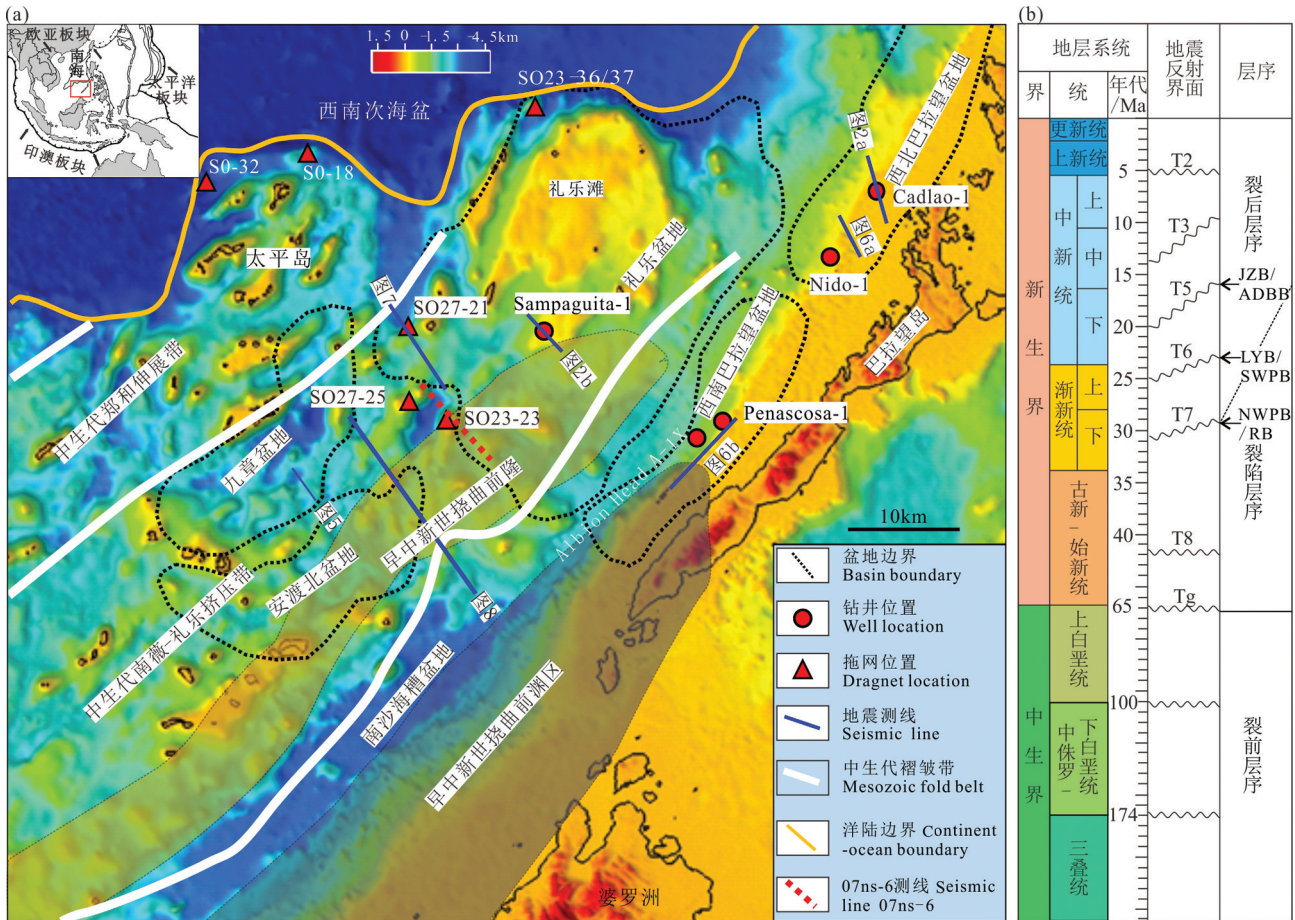 (a)
欧亚板块
南海
太平洋
板块
印澳板块
1.5 0 -1.5 -4.5km
SO23-36/37
西南次海盆
S0-32
S0-18
礼乐滩
图2a
西北巴拉望盆地
Cadlao-1
图6a
Nido-1
太平岛
礼乐盆地
图7
SO27-21
Sampaguita-1
图2b
西南巴拉望盆地
巴拉望岛
中生代郑和伸展带
SO27-25
SO23-23
Penascosa-1
图6b
九章盆地
图5
早中新世挠曲前隆
10km
安渡北盆地
图8
中生代南薇-礼乐挤压带
南沙海槽盆地
早中新世挠曲前渊区
婆罗洲
盆地边界
Basin boundary
钻井位置
Well location
拖网位置
Dragnet location
地震测线
Seismic line
中生代褶皱带
Mesozoic fold belt
洋陆边界 Continent
-ocean boundary
07ns-6测线 Seismic
line 07ns-6
(b)
地层系统
地震
反射
界面
层序
界
统
年代
/Ma
新生界
更新统
上新统
中新统
上
中
下
渐新统
上
下
古新-始新统
中生界
上白垩统
下白垩统
中侏罗-
三叠统
5
10
15
20
25
30
35
40
65
100
174
T2
T3
T5
T6
T7
T8
Tg
裂后层序
JZB/
ADBB
LYB/
SWPB
NWPB
/RB
裂陷层序
裂前层序